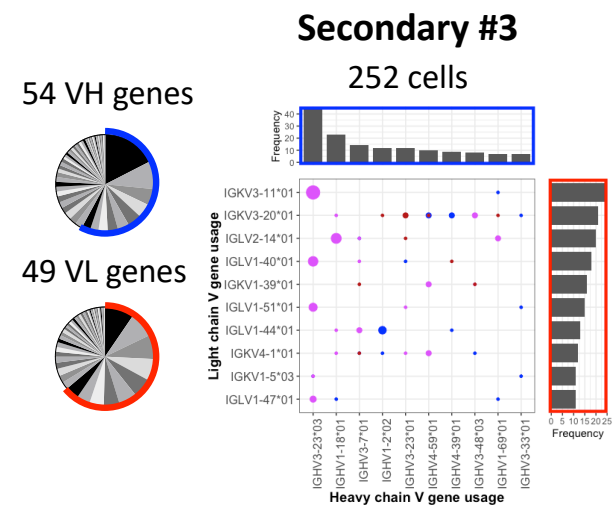 Secondary #3
252 cells
54 VH genes
49 VL genes
Frequency
40
30
20
10
0
Light chain V gene usage
IGKV3-11*01
IGKV3-20*01
IGLV2-14*01
IGLV1-40*01
IGKV1-39*01
IGLV1-51*01
IGLV1-44*01
IGKV4-1*01
IGKV1-5*03
IGLV1-47*01
IGHV3-23*03
IGHV1-18*01
IGHV3-7*01
IGHV1-2*02
IGHV3-23*01
IGHV4-59*01
IGHV4-39*01
IGHV3-48*03
IGHV1-69*01
IGHV3-33*01
Heavy chain V gene usage
0 5 10 15 20 25
Frequency